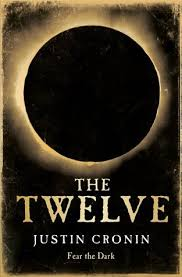 THE
TWELVE
JUSTIN CRONIN
Fear the Dark